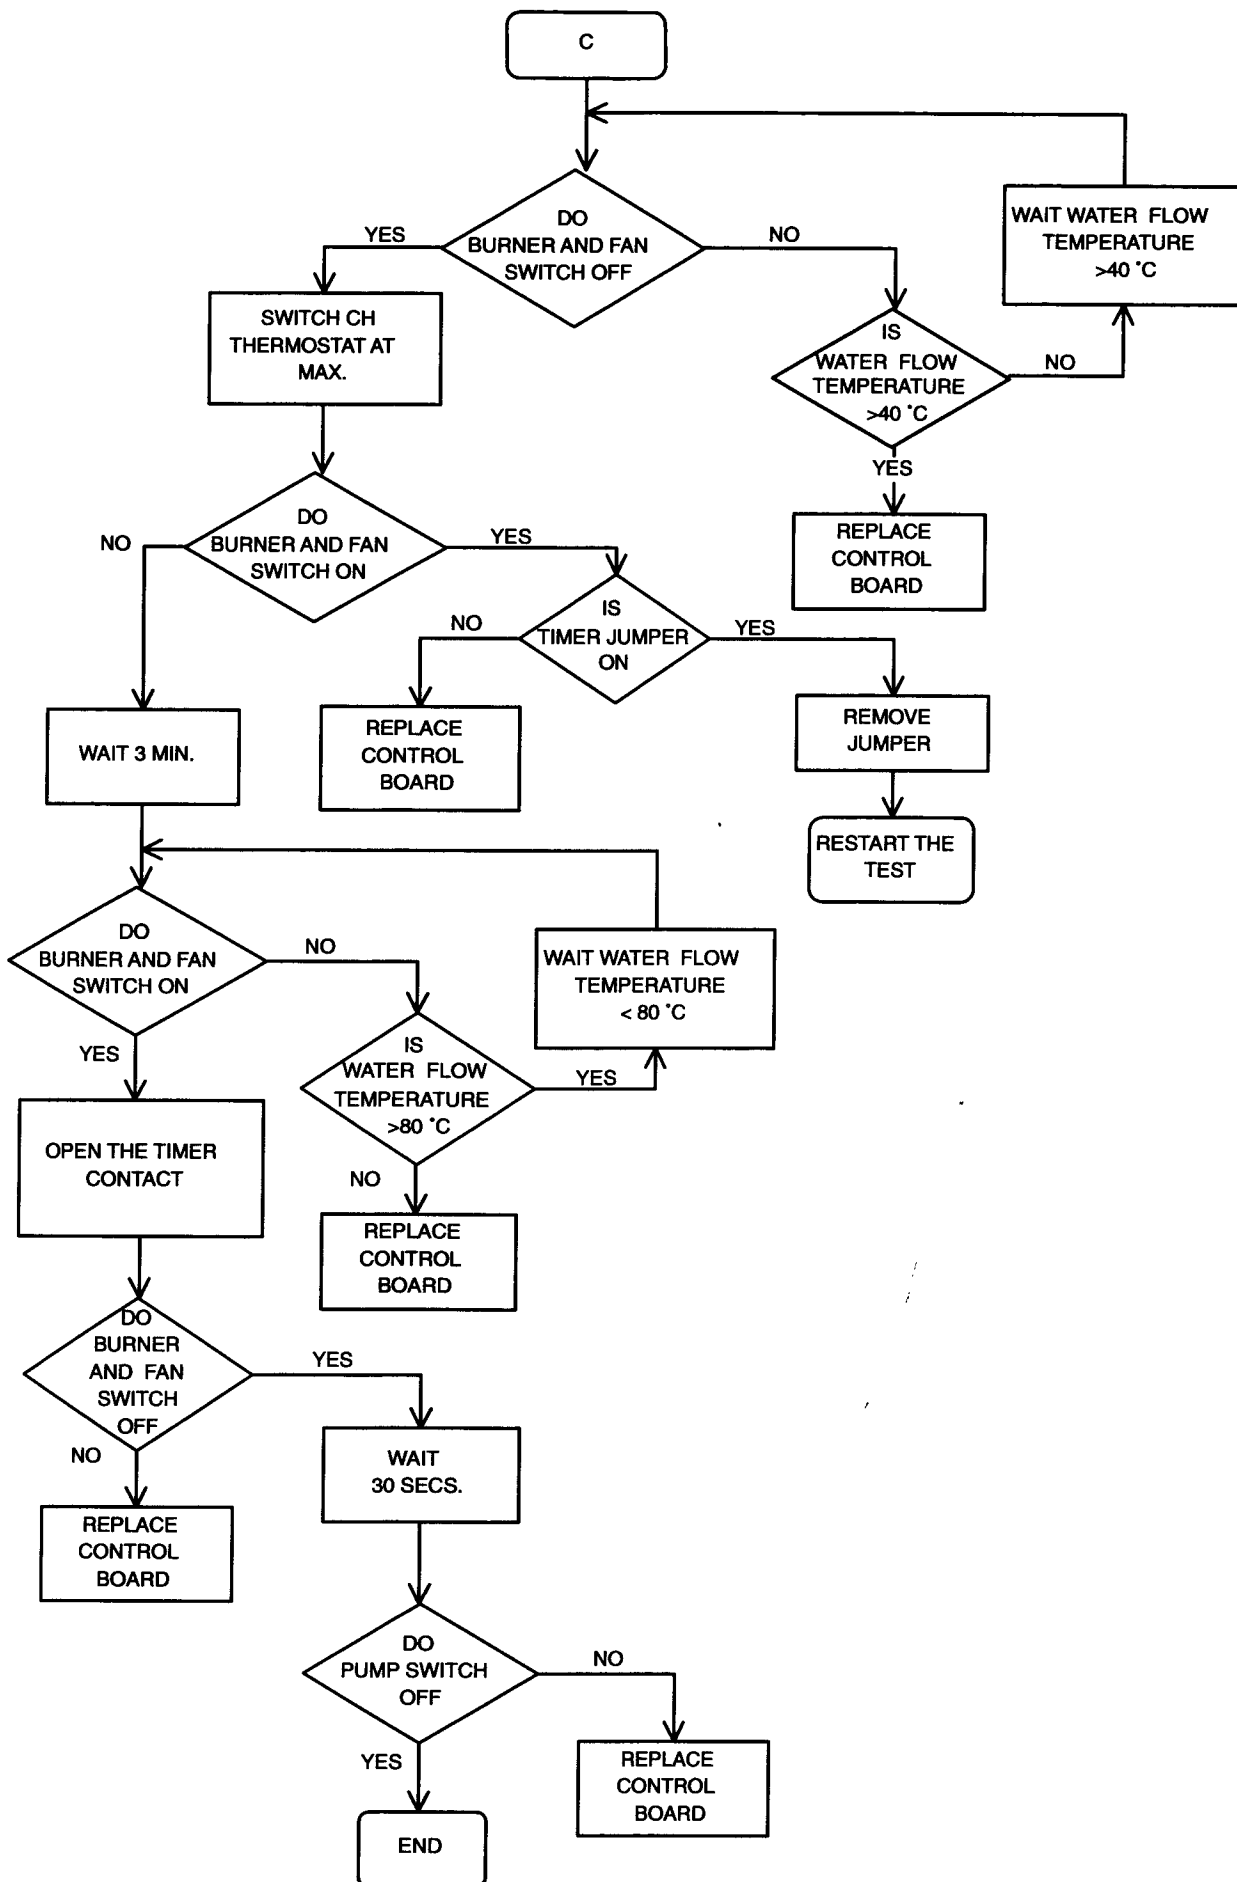 C
DO
BURNER AND FAN
SWITCH OFF
YES
NO
WAIT WATER FLOW
TEMPERATURE
>40 °C
SWITCH CH
THERMOSTAT AT
MAX.
IS
WATER FLOW
TEMPERATURE
>40 °C
NO
YES
REPLACE
CONTROL
BOARD
DO
BURNER AND FAN
SWITCH ON
NO
YES
IS
TIMER JUMPER
ON
NO
YES
REPLACE
CONTROL
BOARD
REMOVE
JUMPER
RESTART THE
TEST
WAIT 3 MIN.
DO
BURNER AND FAN
SWITCH ON
NO
YES
WAIT WATER FLOW
TEMPERATURE
< 80 °C
IS
WATER FLOW
TEMPERATURE
>80 °C
YES
NO
REPLACE
CONTROL
BOARD
OPEN THE TIMER
CONTACT
DO
BURNER
AND FAN
SWITCH
OFF
YES
NO
REPLACE
CONTROL
BOARD
WAIT
30 SECS.
DO
PUMP SWITCH
OFF
NO
YES
REPLACE
CONTROL
BOARD
END